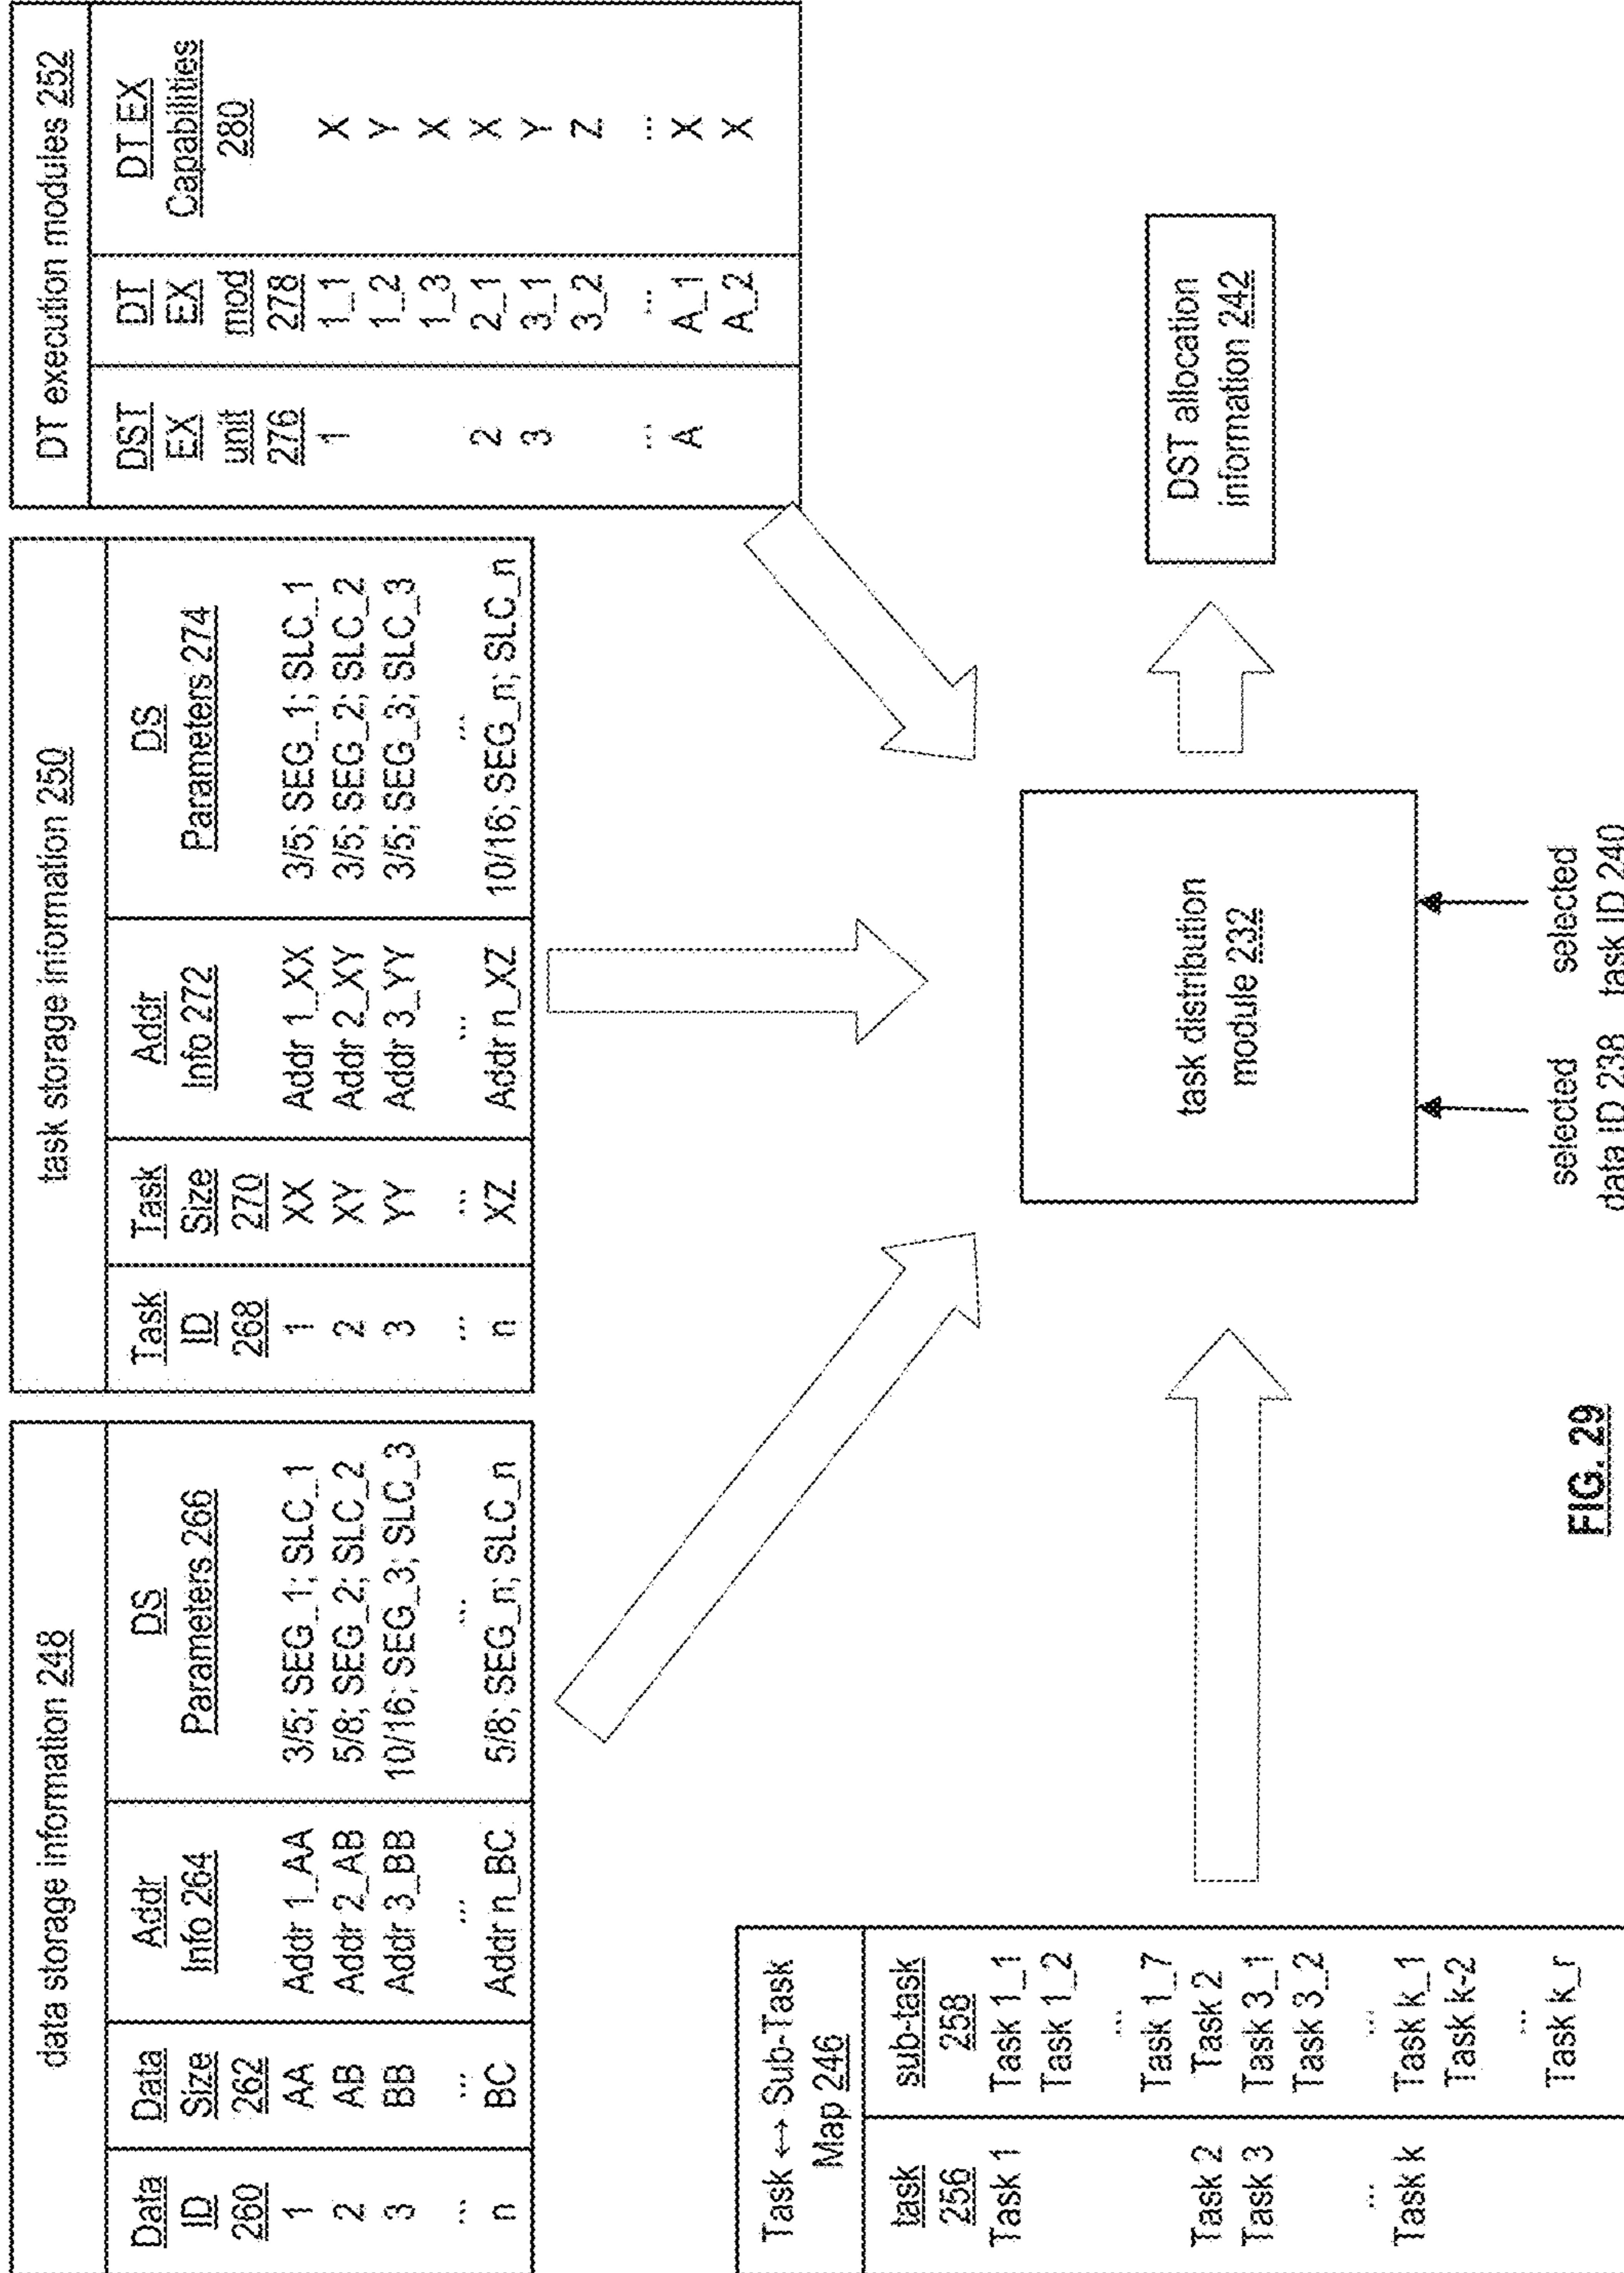 data storage information 248
Data ID 260 | Data Size 262 | Addr Info 264 | DS Parameters 266
1 | AA | Addr 1_AA | 3/5; SEG_1; SLC_1
2 | AB | Addr 2_AB | 5/8; SEG_2; SLC_2
3 | BB | Addr 3_BB | 10/16; SEG_3; SLC_3
... | ... | ... | ...
n | BC | Addr n_BC | 5/8; SEG_n; SLC_n
task storage information 250
Task ID 268 | Task Size 270 | Addr Info 272 | DS Parameters 274
1 | XX | Addr 1_XX | 3/5; SEG_1; SLC_1
2 | XY | Addr 2_XY | 3/5; SEG_2; SLC_2
3 | YY | Addr 3_YY | 3/5; SEG_3; SLC_3
... | ... | ... | ...
n | XZ | Addr n_XZ | 10/16; SEG_n; SLC_n
DT execution modules 252
DST EX unit 276 | DT EX mod 278 | DT EX Capabilities 280
1 | 1_1 | X
1_2 | Y
1_3 | X
2 | 2_1 | X
3 | 3_1 | Y
3_2 | Z
... | ... | ...
A | A_1 | X
A_2 | X
Task ↔ Sub-Task
Map 246
task 256 | sub-task 258
Task 1 | Task 1_1
Task 1_2
...
Task 1_7
Task 2 | Task 2
Task 3 | Task 3_1
Task 3_2
... | ...
Task k | Task k_1
Task k-2
...
Task k_r
task distribution
module 232
DST allocation
information 242
selected
data ID 238
selected
task ID 240
FIG. 29